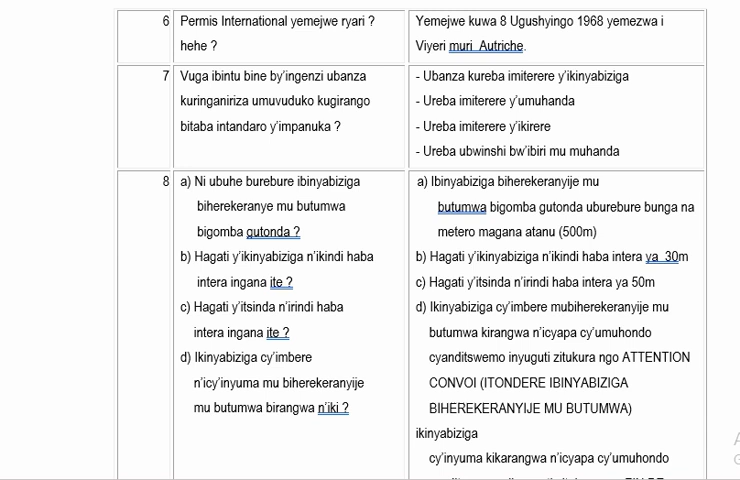 6 Permis International yemejwe ryari ?
hehe ?
Yemejwe kuwa 8 Ugushyingo 1968 yemezwa i
Viyeri muri Autriche.
7 Vuga ibintu bine by'ingenzi ubanza
kuringaniriza umuvuduko kugirango
bitaba intandaro y'impanuka ?
- Ubanza kureba imiterere y'ikinyabiziga
- Ureba imiterere y'umuhanda
- Ureba imiterere y'ikirere
- Ureba ubwinshi bw'ibiri mu muhanda
8 a) Ni ubuhe burebure ibinyabiziga
biherekeranye mu butumwa
bigomba gutonda ?
b) Hagati y'ikinyabiziga n'ikindi haba
intera ingana ite ?
c) Hagati y'itsinda n'irindi haba
intera ingana ite ?
d) Ikinyabiziga cy'imbere
n'icy'inyuma mu biherekeranyije
mu butumwa birangwa n'iki ?
a) Ibinyabiziga biherekeranyije mu
butumwa bigomba gutonda uburebure bunga na
metero magana atanu (500m)
b) Hagati y'ikinyabiziga n'ikindi haba intera ya 30m
c) Hagati y'itsinda n'irindi haba intera ya 50m
d) Ikinyabiziga cy'imbere mubiherekeranyije mu
butumwa kirangwa n'icyapa cy'umuhondo
cyanditswemo inyuguti zitukura ngo ATTENTION
CONVOI (ITONDERE IBINYABIZIGA
BIHEREKERANYIJE MU BUTUMWA)
ikinyabiziga
cy'inyuma kikarangwa n'icyapa cy'umuhondo